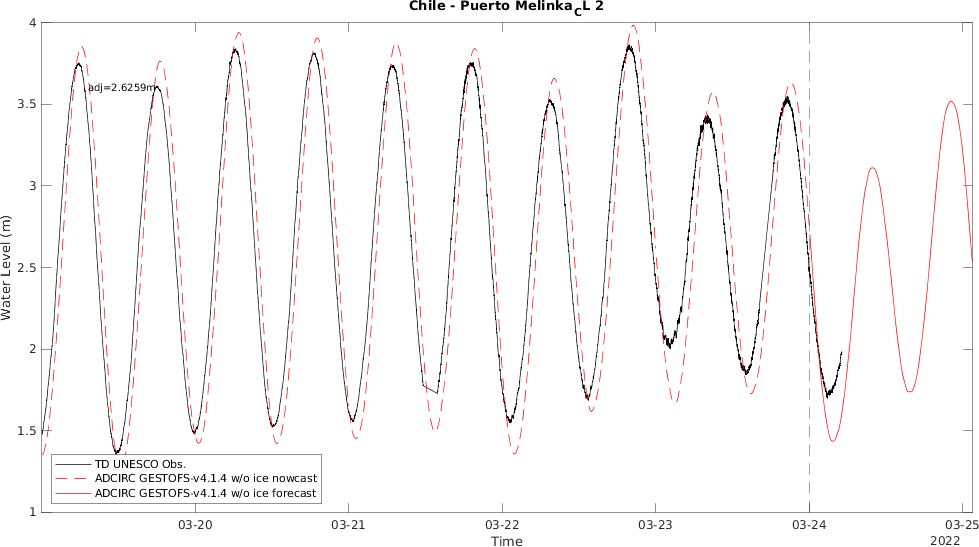 Chile - Puerto MelinkaCL 2
4
adj=2.6259m
3.5
3
Water Level (m)
2.5
2
1.5
1
TD UNESCO Obs.
ADCIRC GESTOFS-v4.1.4 w/o ice nowcast
ADCIRC GESTOFS-v4.1.4 w/o ice forecast
03-20 03-21 03-22 03-23 03-24 03-25
Time
2022